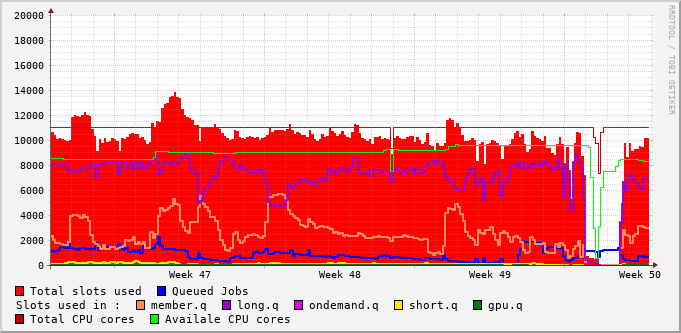 20000
18000
16000
14000
12000
10000
8000
6000
4000
2000
0
Week 47 Week 48 Week 49 Week 50
RRDTOOL / TOBI OETIKER
Total slots used Queued Jobs
Slots used in : member.q long.q ondemand.q short.q gpu.q
Total CPU cores Availale CPU cores